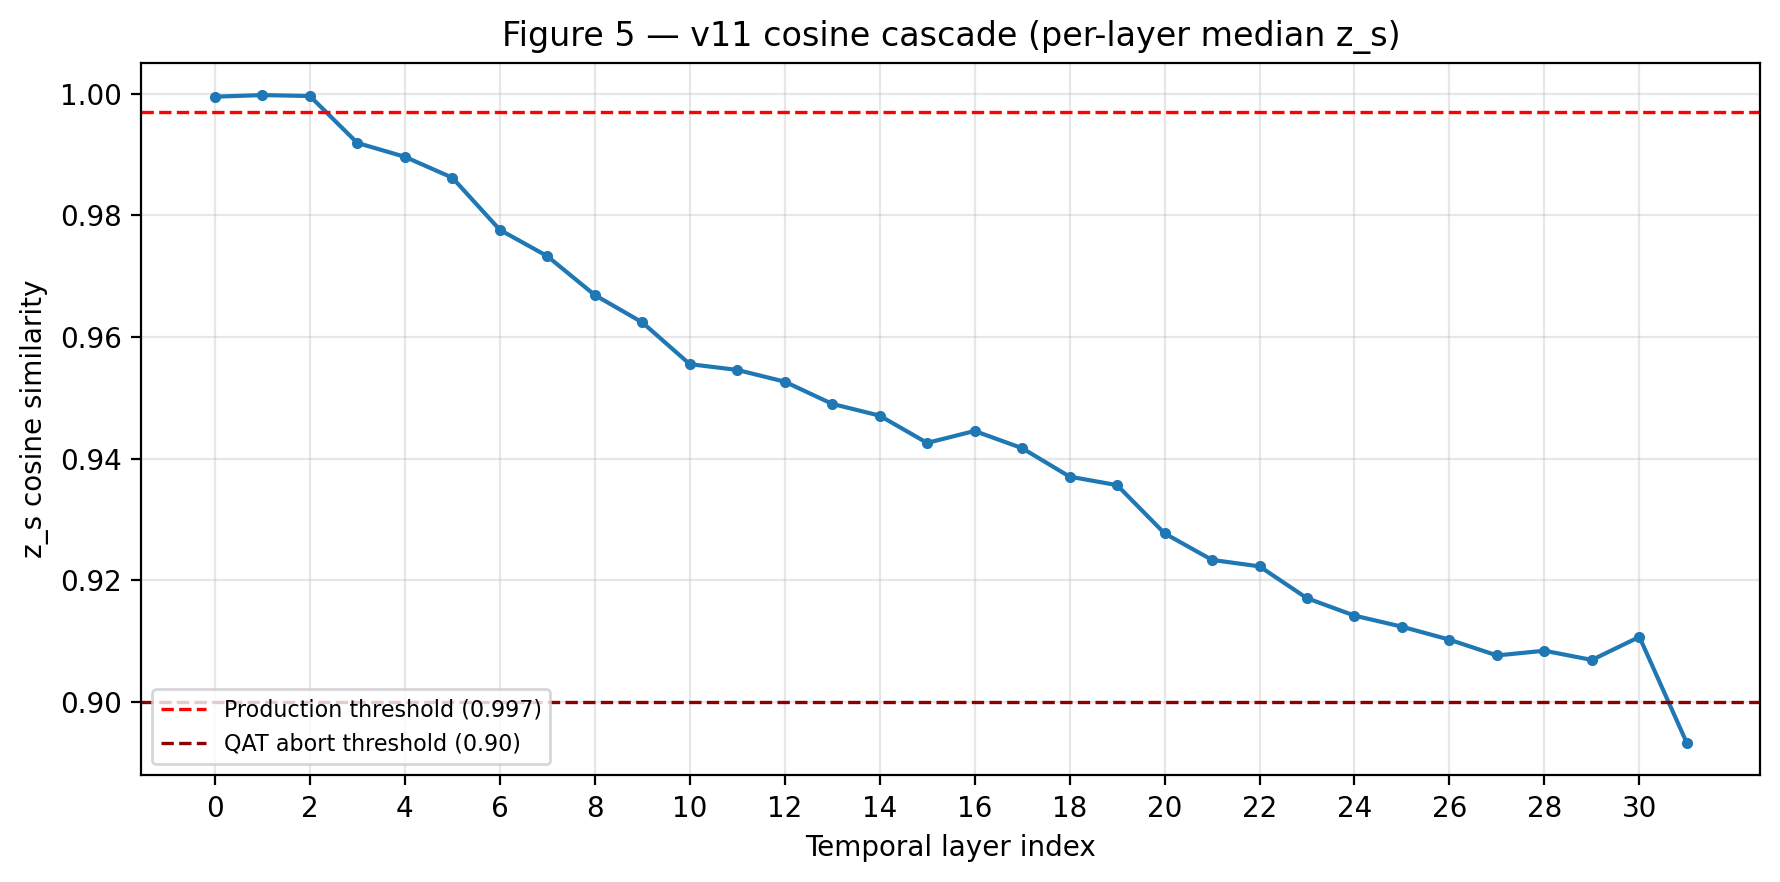 Figure 5 — v11 cosine cascade (per-layer median z_s)
z_s cosine similarity
1.00
0.98
0.96
0.94
0.92
0.90
Production threshold (0.997)
QAT abort threshold (0.90)
0 2 4 6 8 10 12 14 16 18 20 22 24 26 28 30
Temporal layer index